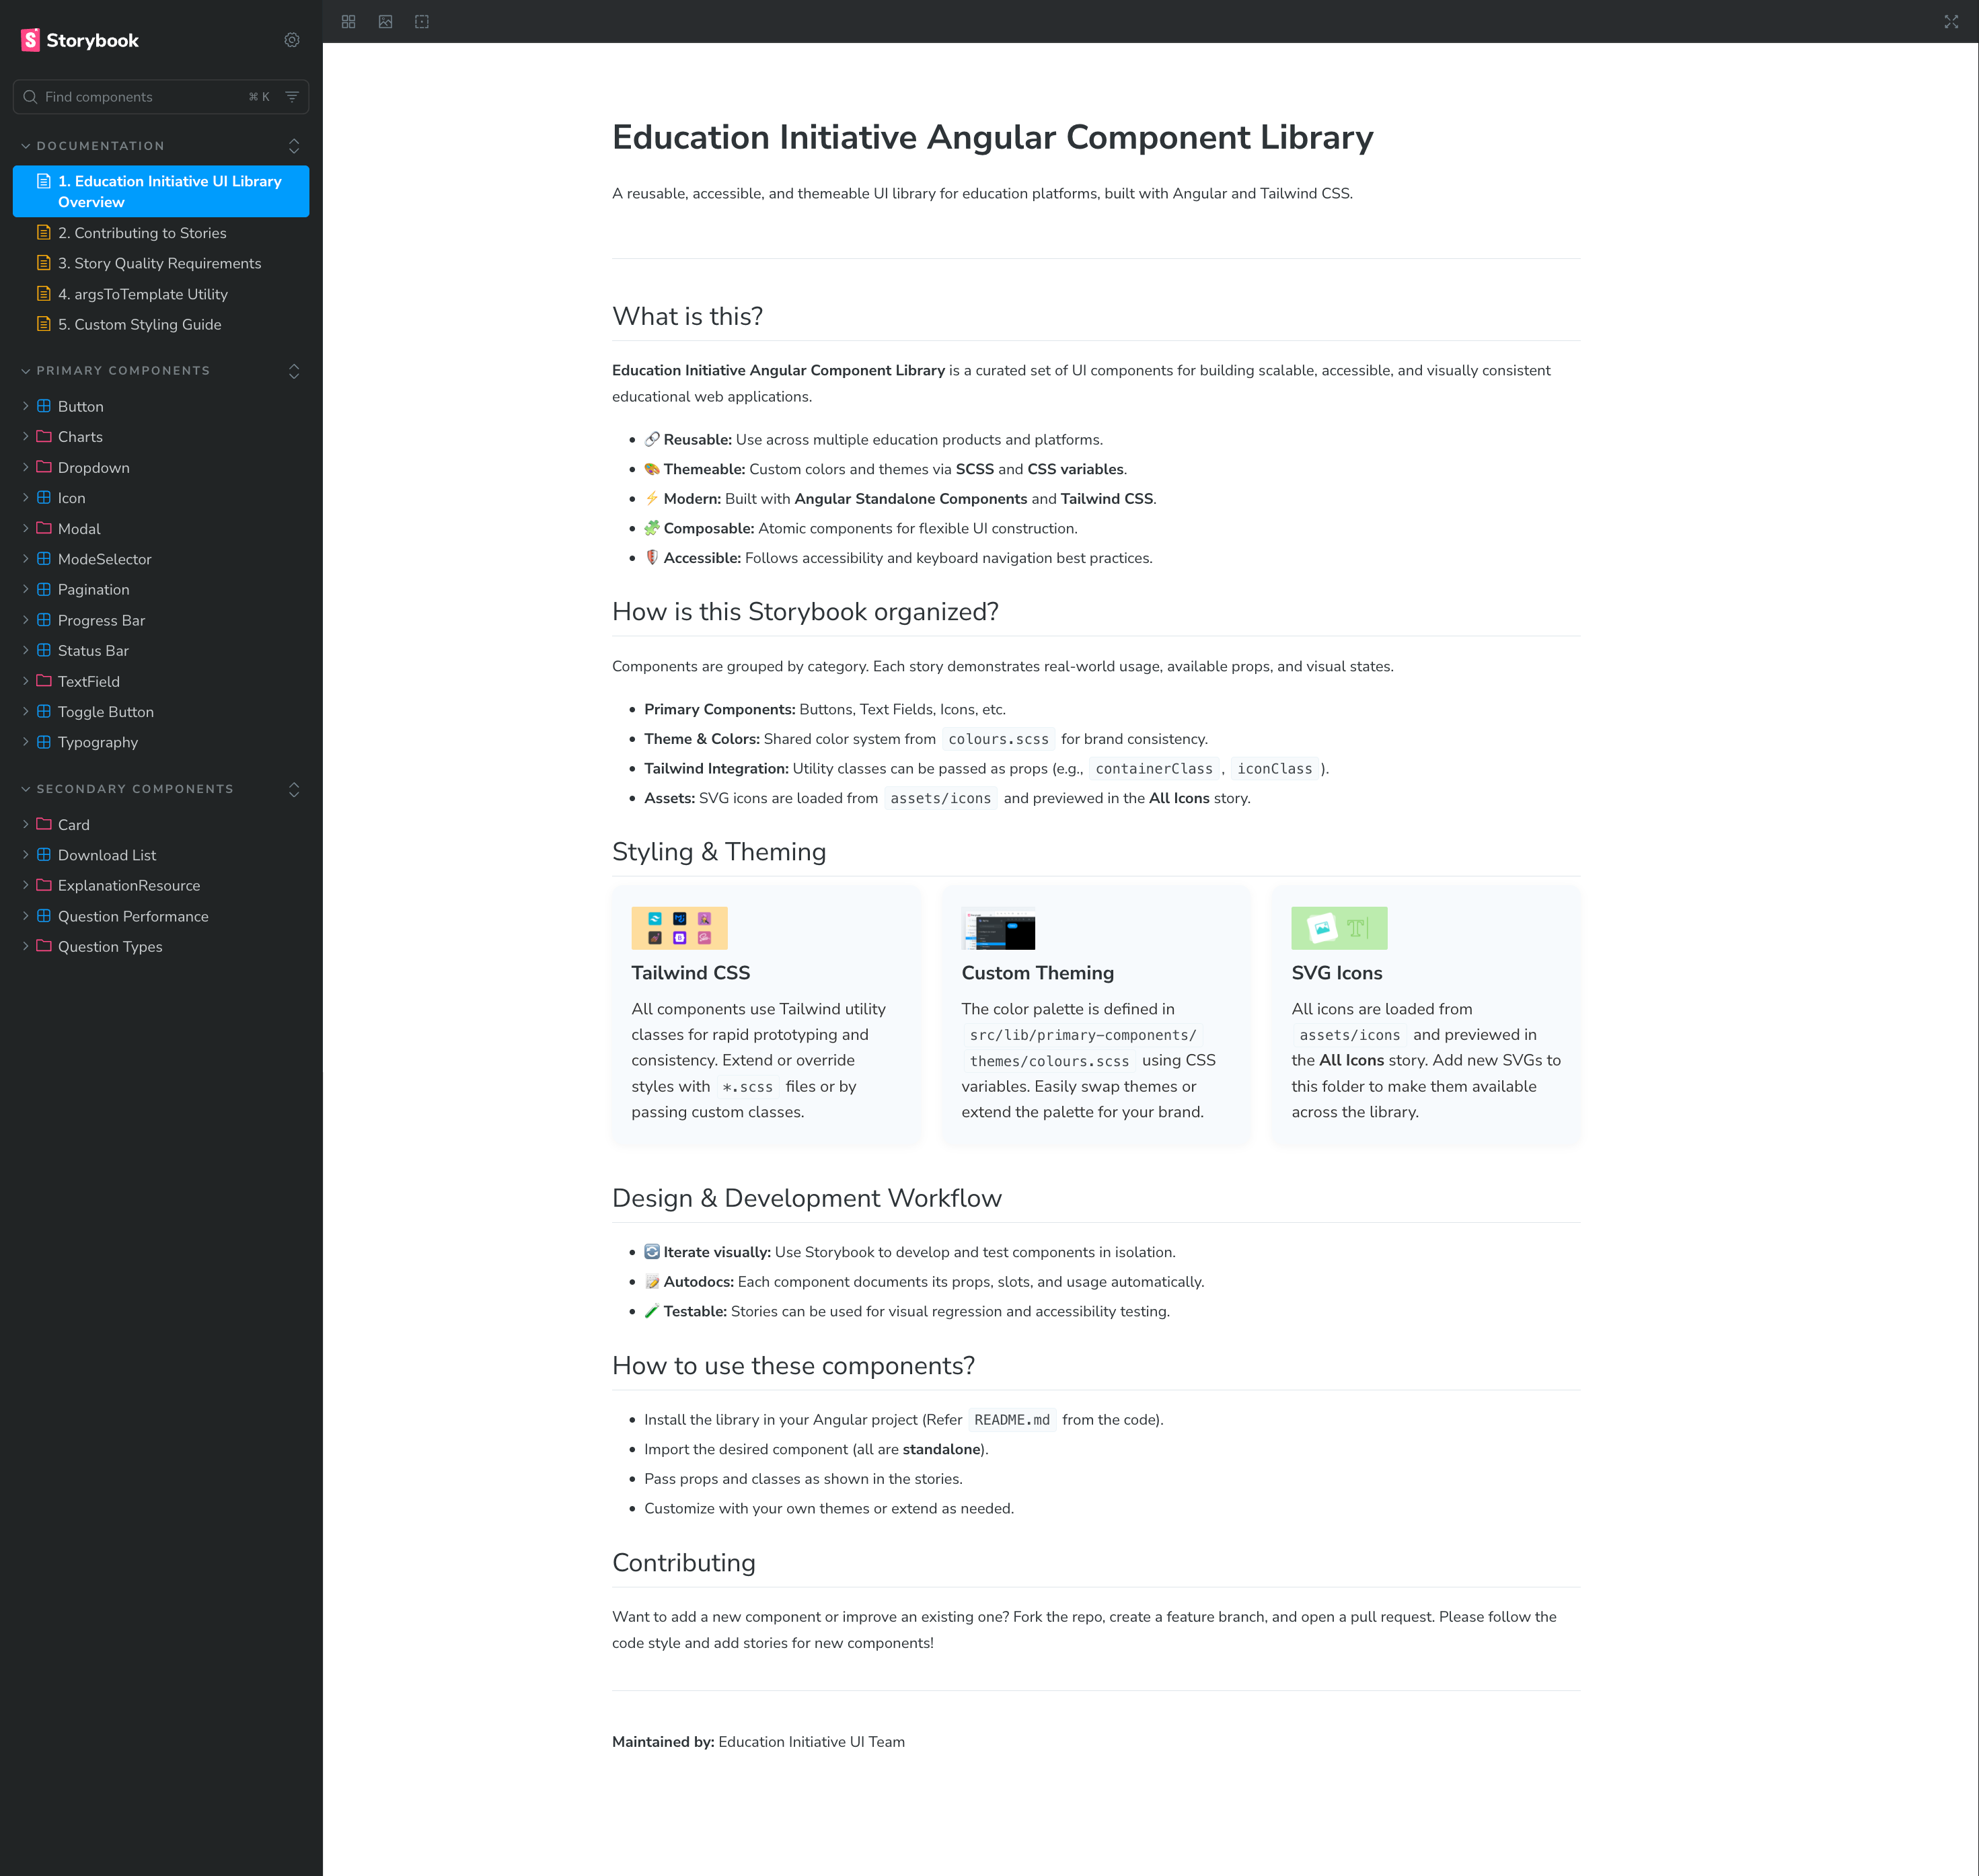 Storybook
Find components
⌘ K
DOCUMENTATION
1. Education Initiative UI Library
Overview
2. Contributing to Stories
3. Story Quality Requirements
4. argsToTemplate Utility
5. Custom Styling Guide
PRIMARY COMPONENTS
Button
Charts
Dropdown
Icon
Modal
ModeSelector
Pagination
Progress Bar
Status Bar
TextField
Toggle Button
Typography
SECONDARY COMPONENTS
Card
Download List
ExplanationResource
Question Performance
Question Types
Education Initiative Angular Component Library
A reusable, accessible, and themeable UI library for education platforms, built with Angular and Tailwind CSS.
What is this?
Education Initiative Angular Component Library is a curated set of UI components for building scalable, accessible, and visually consistent
educational web applications.
• 🔗 Reusable: Use across multiple education products and platforms.
• 🎨 Themeable: Custom colors and themes via SCSS and CSS variables.
• ⚡ Modern: Built with Angular Standalone Components and Tailwind CSS.
• 🧩 Composable: Atomic components for flexible UI construction.
• 🛡️ Accessible: Follows accessibility and keyboard navigation best practices.
How is this Storybook organized?
Components are grouped by category. Each story demonstrates real-world usage, available props, and visual states.
• Primary Components: Buttons, Text Fields, Icons, etc.
• Theme & Colors: Shared color system from colours.scss for brand consistency.
• Tailwind Integration: Utility classes can be passed as props (e.g., containerClass, iconClass).
• Assets: SVG icons are loaded from assets/icons and previewed in the All Icons story.
Styling & Theming
Tailwind CSS
All components use Tailwind utility
classes for rapid prototyping and
consistency. Extend or override
styles with *.scss files or by
passing custom classes.
Custom Theming
The color palette is defined in
src/lib/primary-components/
themes/colours.scss using CSS
variables. Easily swap themes or
extend the palette for your brand.
SVG Icons
All icons are loaded from
assets/icons and previewed in
the All Icons story. Add new SVGs to
this folder to make them available
across the library.
Design & Development Workflow
• 🔄 Iterate visually: Use Storybook to develop and test components in isolation.
• 📝 Autodocs: Each component documents its props, slots, and usage automatically.
• 🧪 Testable: Stories can be used for visual regression and accessibility testing.
How to use these components?
• Install the library in your Angular project (Refer README.md from the code).
• Import the desired component (all are standalone).
• Pass props and classes as shown in the stories.
• Customize with your own themes or extend as needed.
Contributing
Want to add a new component or improve an existing one? Fork the repo, create a feature branch, and open a pull request. Please follow the
code style and add stories for new components!
Maintained by: Education Initiative UI Team